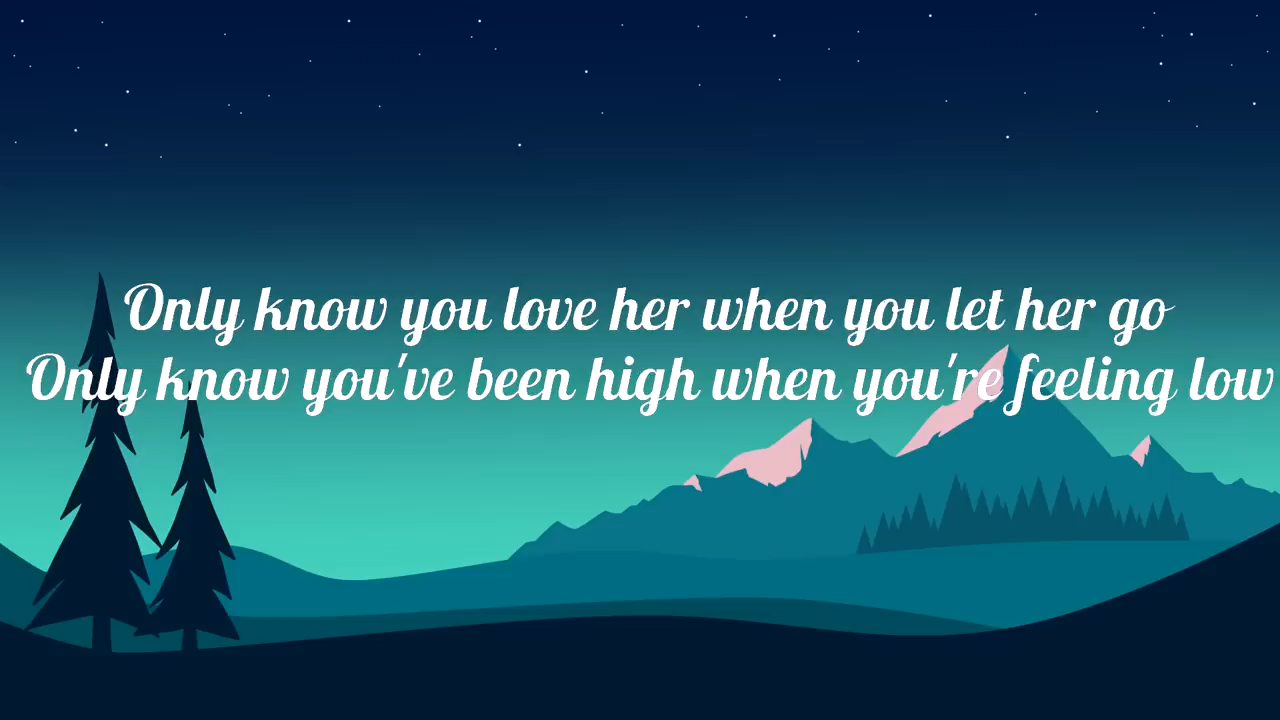 Only know you love her when you let her go
Only know you've been high when you're feeling low